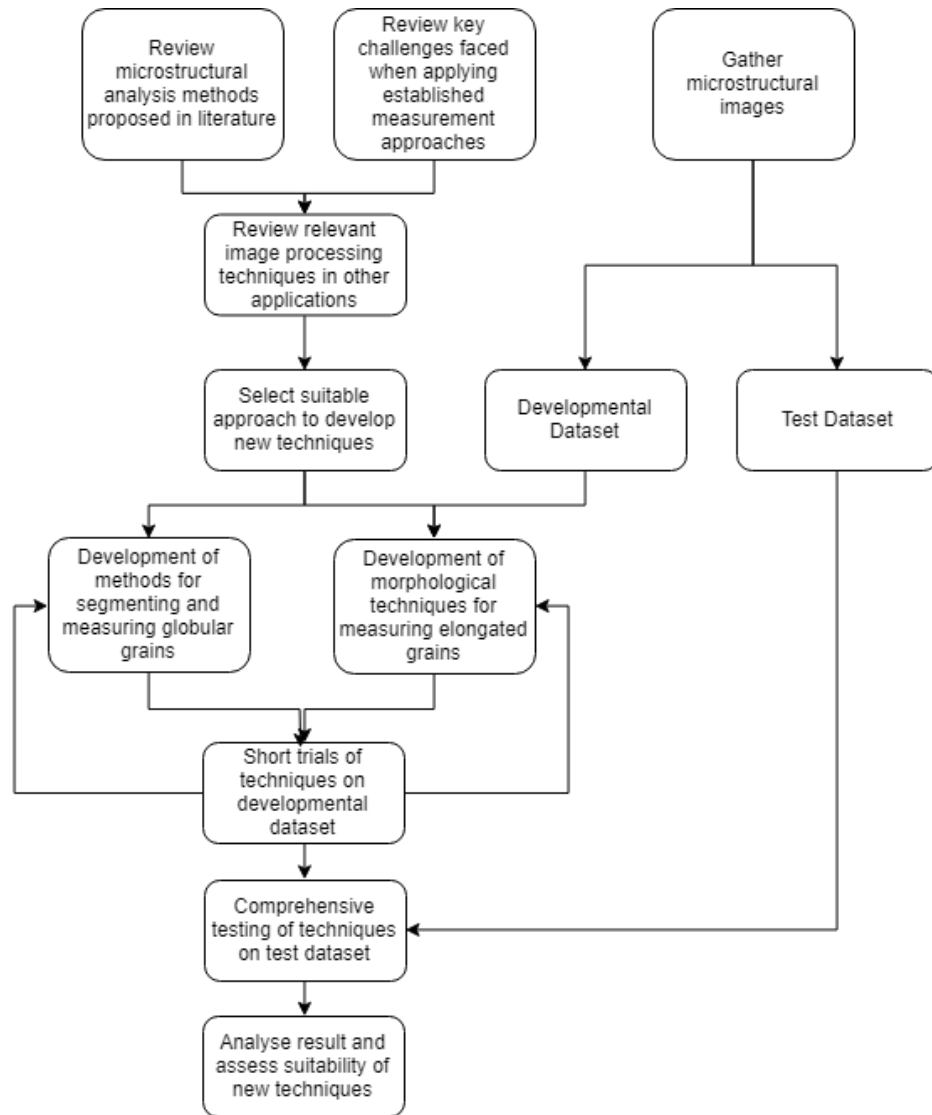 Review
microstructural
analysis methods
proposed in literature
Review key
challenges faced
when applying
established
measurement
approaches
Gather
microstructural
images
Review relevant
image processing
techniques in other
applications
Select suitable
approach to develop
new techniques
Developmental
Dataset
Test Dataset
Development of
methods for
segmenting and
measuring globular
grains
Development of
morphological
techniques for
measuring elongated
grains
Short trials of
techniques on
developmental
dataset
Comprehensive
testing of techniques
on test dataset
Analyse result and
assess suitability of
new techniques